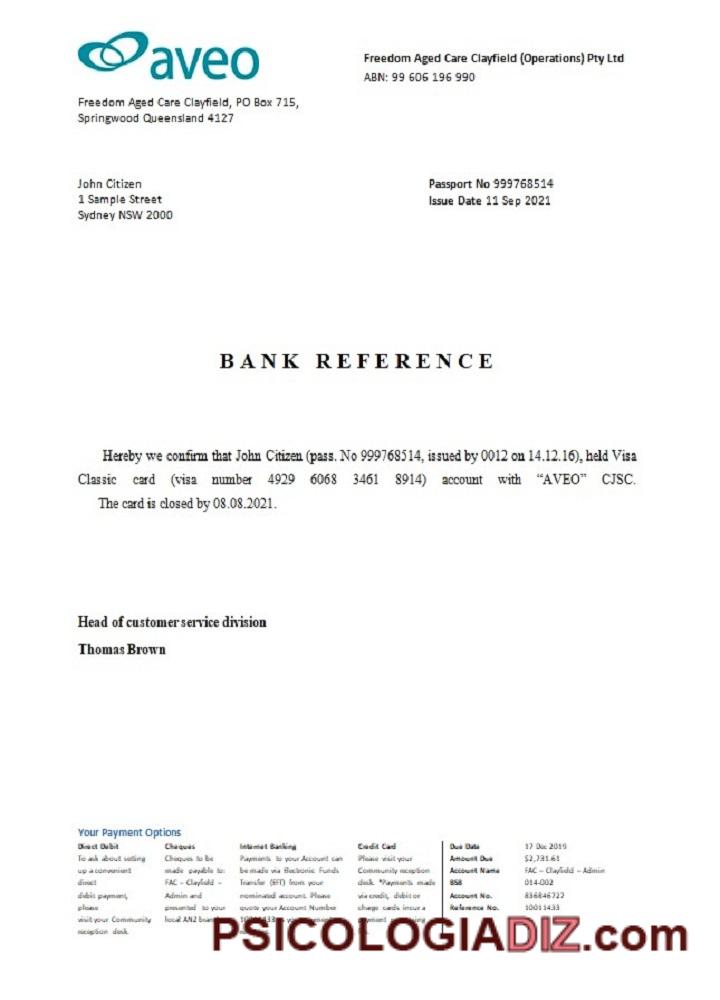 aveo
Freedom Aged Care Clayfield (Operations) Pty Ltd
ABN: 99 606 196 990
Freedom Aged Care Clayfield, PO Box 715,
Springwood Queensland 4127
John Citizen
1 Sample Street
Sydney NSW 2000
Passport No 999768514
Issue Date 11 Sep 2021
BANK REFERENCE
Hereby we confirm that John Citizen (pass. No 999768514, issued by 0012 on 14.12.16), held Visa
Classic card (visa number 4929 6068 3461 8914) account with “AVEO” CJSC.
The card is closed by 08.08.2021.
Head of customer service division
Thomas Brown
Your Payment Options
Direct Debit
To ask about setting
up a convenient
direct
debit payment,
please
visit your Community
reception desk.
Cheques
Cheques to be
made payable to:
FAC – Clayfield –
Admin and
presented to your
local ANZ
Internet Banking
Payments to your Account can
be made via Electronic Funds
Transfer (EFT) from your
nominated account. Please
quote your Account Number
Credit Card
Please visit your
Community reception
desk. *Payments made
via credit, debit or
charge cards incur a
Due Date 17 Dec 2019
Amount Due $2,731.61
Account Name FAC – Clayfield – Admin
BSB 014-002
Account No. 836846727
Reference No. 10011433
PSICOLOGIADIZ.com